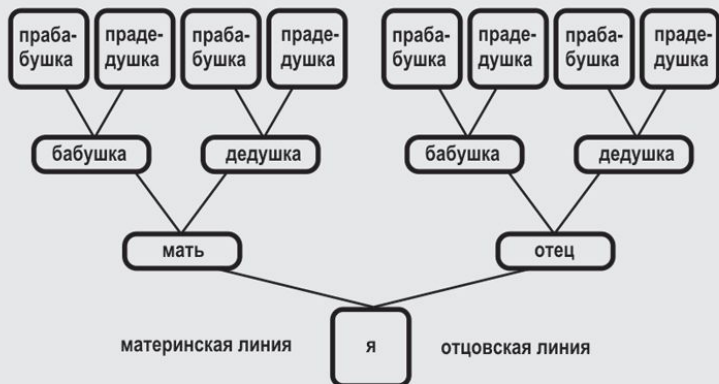 праба-
бушка
праде-
душка
праба-
бушка
праде-
душка
праба-
бушка
праде-
душка
праба-
бушка
праде-
душка
бабушка
дедушка
бабушка
дедушка
мать
отец
материнская линия
я
отцовская линия